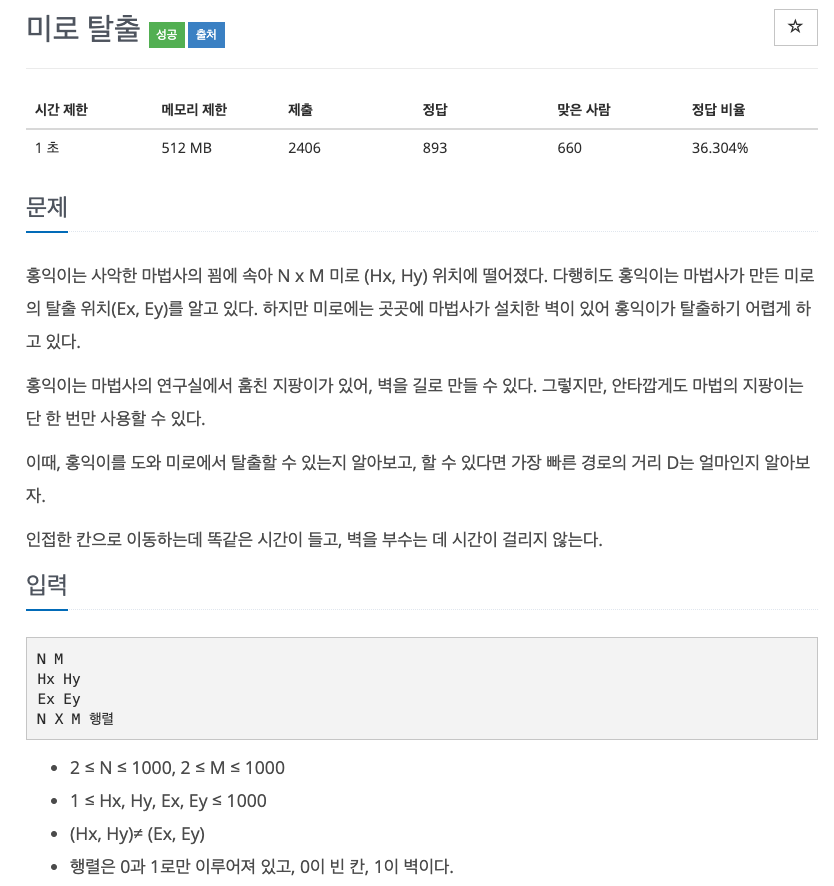 미로 탈출 성공 출처
☆
시간 제한 메모리 제한 제출 정답 맞은 사람 정답 비율
1 초 512 MB 2406 893 660 36.304%
문제
홍익이는 사악한 마법사의 꾐에 속아 N x M 미로 (Hx, Hy) 위치에 떨어졌다. 다행히도 홍익이는 마법사가 만든 미로
의 탈출 위치(Ex, Ey)를 알고 있다. 하지만 미로에는 곳곳에 마법사가 설치한 벽이 있어 홍익이가 탈출하기 어렵게 하
고 있다.
홍익이는 마법사의 연구실에서 훔친 지팡이가 있어, 벽을 길로 만들 수 있다. 그렇지만, 안타깝게도 마법의 지팡이는
단 한 번만 사용할 수 있다.
이때, 홍익이를 도와 미로에서 탈출할 수 있는지 알아보고, 할 수 있다면 가장 빠른 경로의 거리 D는 얼마인지 알아보
자.
인접한 칸으로 이동하는데 똑같은 시간이 들고, 벽을 부수는 데 시간이 걸리지 않는다.
입력
N M
Hx Hy
Ex Ey
N X M 행렬
• 2 ≤ N ≤ 1000, 2 ≤ M ≤ 1000
• 1 ≤ Hx, Hy, Ex, Ey ≤ 1000
• (Hx, Hy)≠ (Ex, Ey)
• 행렬은 0과 1로만 이루어져 있고, 0이 빈 칸, 1이 벽이다.